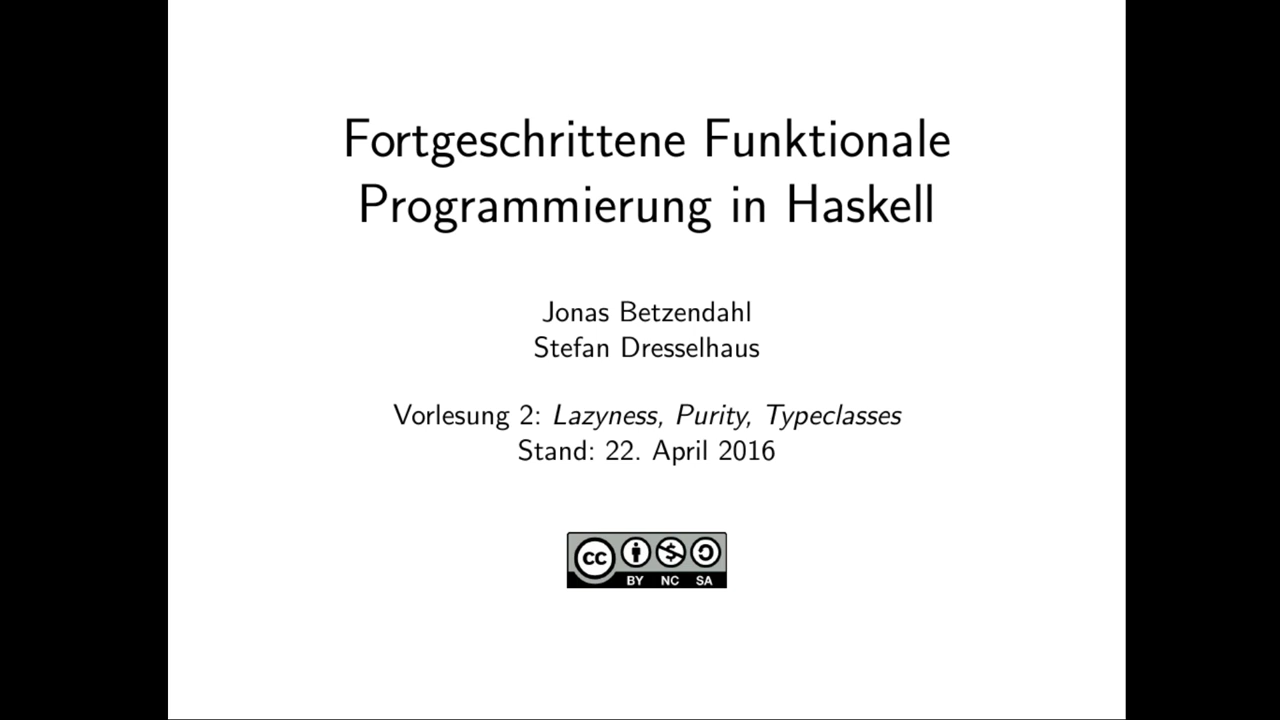 Fortgeschrittene Funktionale
Programmierung in Haskell
Jonas Betzendahl
Stefan Dresselhaus
Vorlesung 2: Lazyness, Purity, Typeclasses
Stand: 22. April 2016
cc BY NC SA